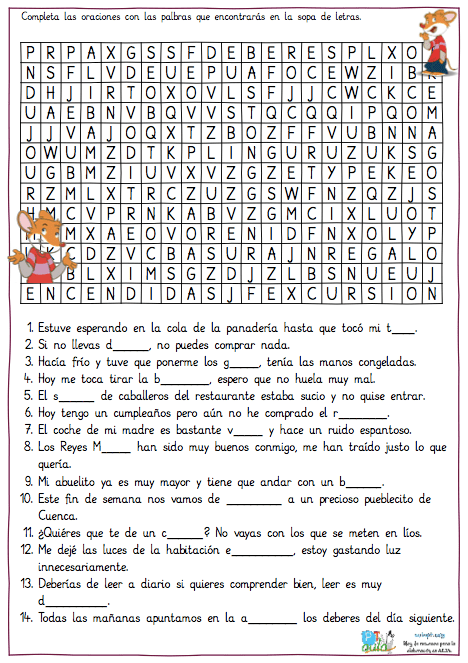 Completa las oraciones con las palbras que encontrarás en la sopa de letras.
P R P A X G S S F D E B E R E S P L X O
N S F L V D E U E P U A F O C E W Z I B
D H J I R T O X O V L S F J J C W C K C E
U A E B N V B Q V V S T Q C Q Q I P Q O M
J J V A J O Q X T Z B O Z F F V U B N N A
O W U M Z D T K P L I N G U R U Z U K S G
U G B M Z I U V X V Z G Z E T Y P E K E O
R Z M L X T R C Z U Z G S W F N Z Q Z J S
M C V P R N K A B V Z G M C I X L U O T
M X A E O V O R E N I D F N X O L Y P
C D Z V C B A S U R A J N R E G A L O
B L X I M S G Z D J Z L B S N U E U J
E N C E N D I D A S J F E X C U R S I O N
1. Estuve esperando en la cola de la panadería hasta que tocó mi t____.
2. Si no llevas d______, no puedes comprar nada.
3. Hacía frío y tuve que ponerme los g_____, tenía las manos congeladas.
4. Hoy me toca tirar la b________, espero que no huela muy mal.
5. El s______ de caballeros del restaurante estaba sucio y no quise entrar.
6. Hoy tengo un cumpleaños pero aún no he comprado el r________.
7. El coche de mi madre es bastante v_____ y hace un ruido espantoso.
8. Los Reyes M_____ han sido muy buenos conmigo, me han traído justo lo que
quería.
9. Mi abuelito ya es muy mayor y tiene que andar con un b______.
10. Este fin de semana nos vamos de _________ a un precioso pueblecito de
Cuenca.
11. ¿Quiéres que te de un c______? No vayas con los que se meten en líos.
12. Me dejé las luces de la habitación e__________, estoy gastando luz
innecesariamente.
13. Deberías de leer a diario si quieres comprender bien, leer es muy
d__________.
14. Todas las mañanas apuntamos en la a________ los deberes del día siguiente.